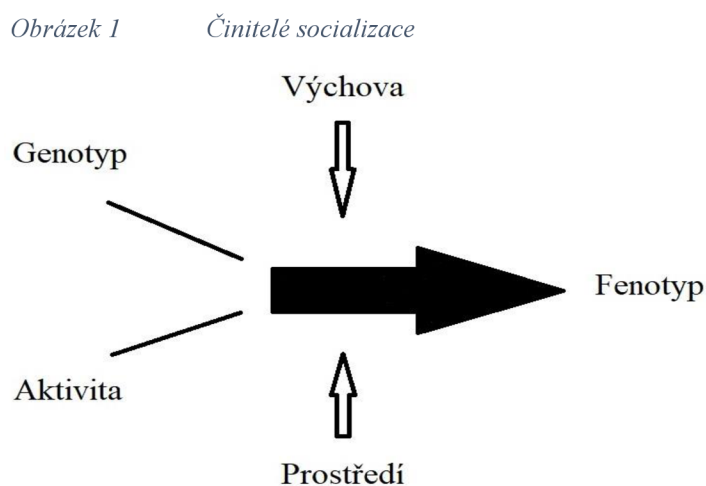 Obrázek 1 Činitelé socializace
Výchova
Genotyp
Fenotyp
Aktivita
Prostředí